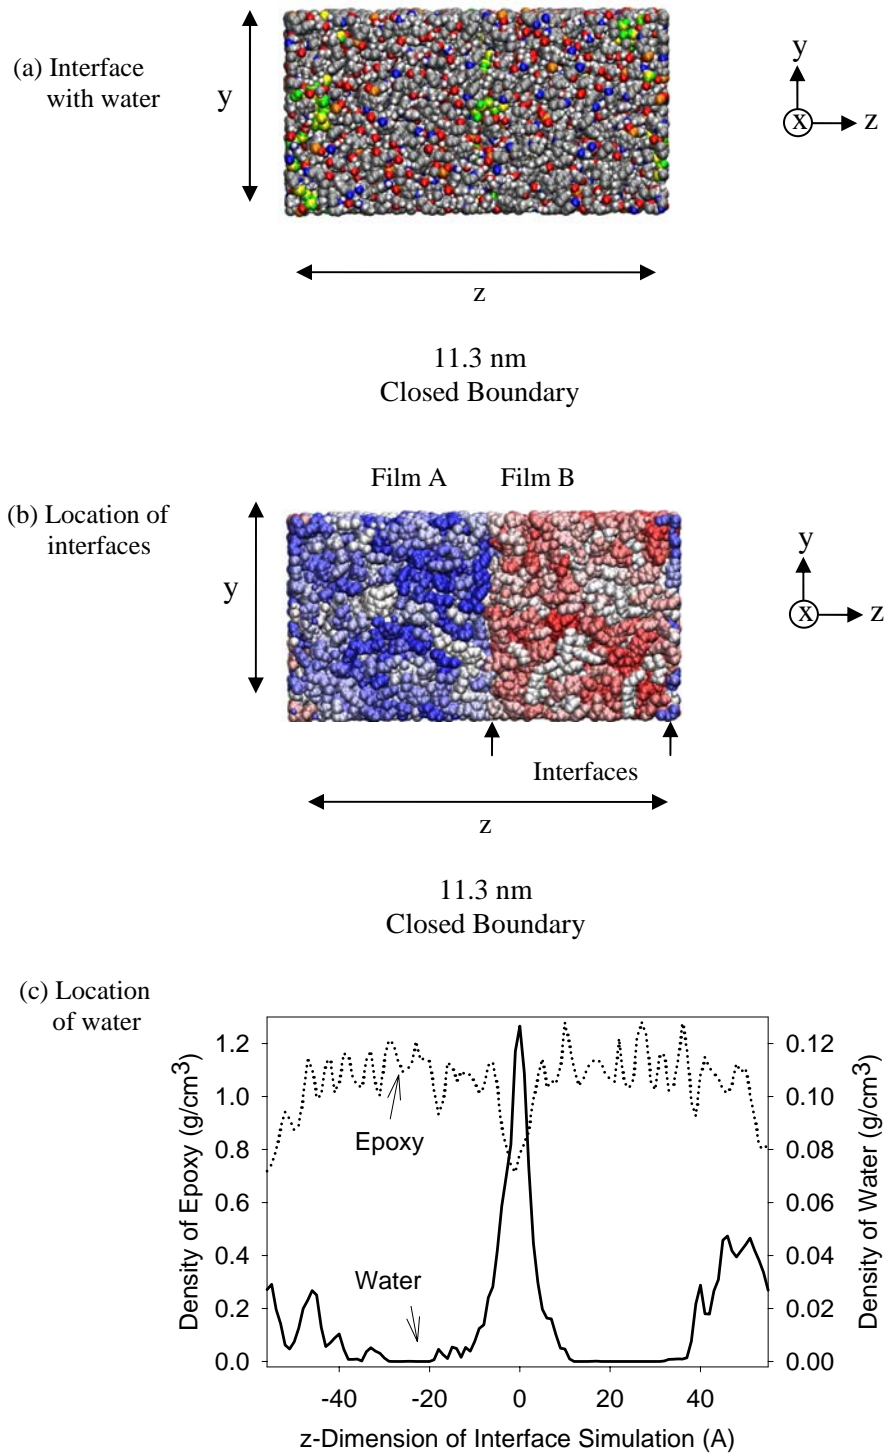 (a) Interface
with water
y
z
y
x
z
11.3 nm
Closed Boundary
Film A
Film B
(b) Location of
interfaces
y
y
x
z
Interfaces
z
11.3 nm
Closed Boundary
(c) Location
of water
Density of Epoxy (g/cm3)
1.2
1.0
0.8
0.6
0.4
0.2
0.0
Epoxy
Water
0.12
0.10
0.08
0.06
0.04
0.02
0.00
Density of Water (g/cm3)
-40 -20 0 20 40
z-Dimension of Interface Simulation (A)